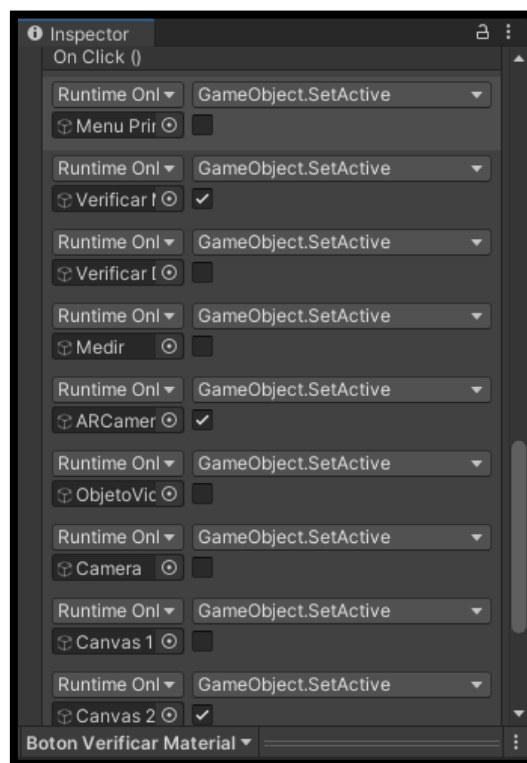 Inspector
On Click ()
Runtime Onl GameObject.SetActive
Menu Prir
Runtime Onl GameObject.SetActive
Verificar M
Runtime Onl GameObject.SetActive
Verificar D
Runtime Onl GameObject.SetActive
Medir
Runtime Onl GameObject.SetActive
ARCamer
Runtime Onl GameObject.SetActive
ObjetoVic
Runtime Onl GameObject.SetActive
Camera
Runtime Onl GameObject.SetActive
Canvas 1
Runtime Onl GameObject.SetActive
Canvas 2
Boton Verificar Material